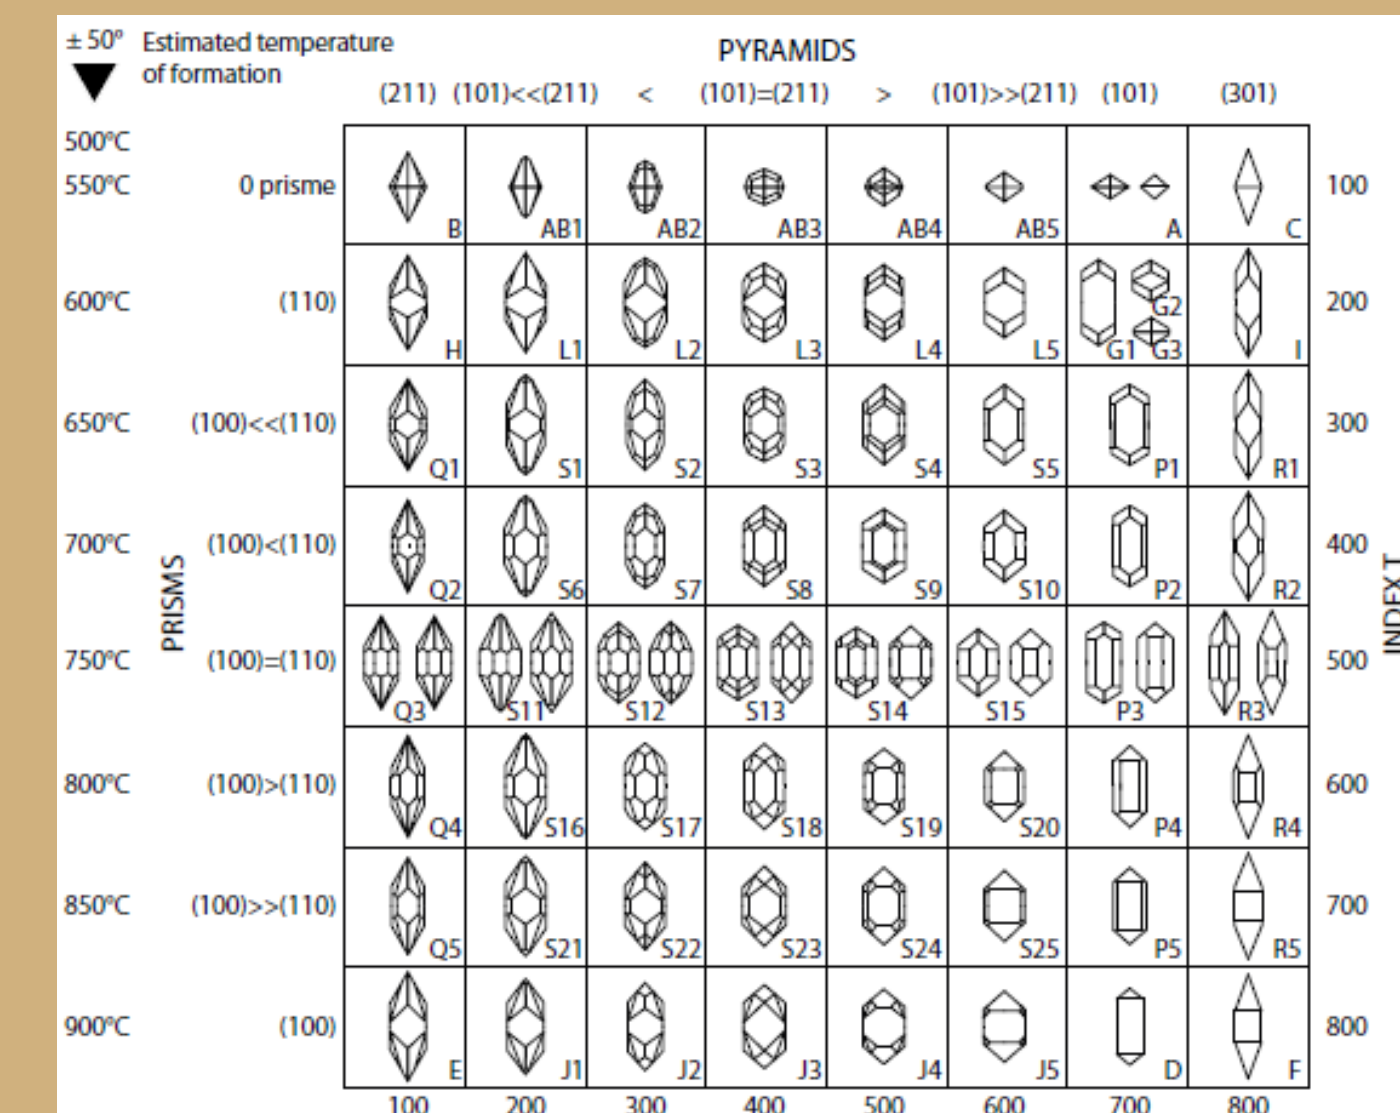 ± 50° Estimated temperature
of formation
PYRAMIDS
(211) (101)<<(211) < (101)=(211) > (101)>>(211) (101) (301)
500°C
550°C 0 prisme 100
B AB1 AB2 AB3 AB4 AB5 A C
600°C (110) 200
G2
H L1 L2 L3 L4 L5 G1 G3 I
650°C (100)<<(110) 300
Q1 S1 S2 S3 S4 S5 P1 R1
700°C (100)<(110) 400
Q2 S6 S7 S8 S9 S10 P2 R2
PRISMS
INDEX T
750°C (100)=(110) 500
Q3 S11 S12 S13 S14 S15 P3 R3
800°C (100)>(110) 600
Q4 S16 S17 S18 S19 S20 P4 R4
850°C (100)>>(110) 700
Q5 S21 S22 S23 S24 S25 P5 R5
900°C (100) 800
E J1 J2 J3 J4 J5 D F
100 200 300 400 500 600 700 800